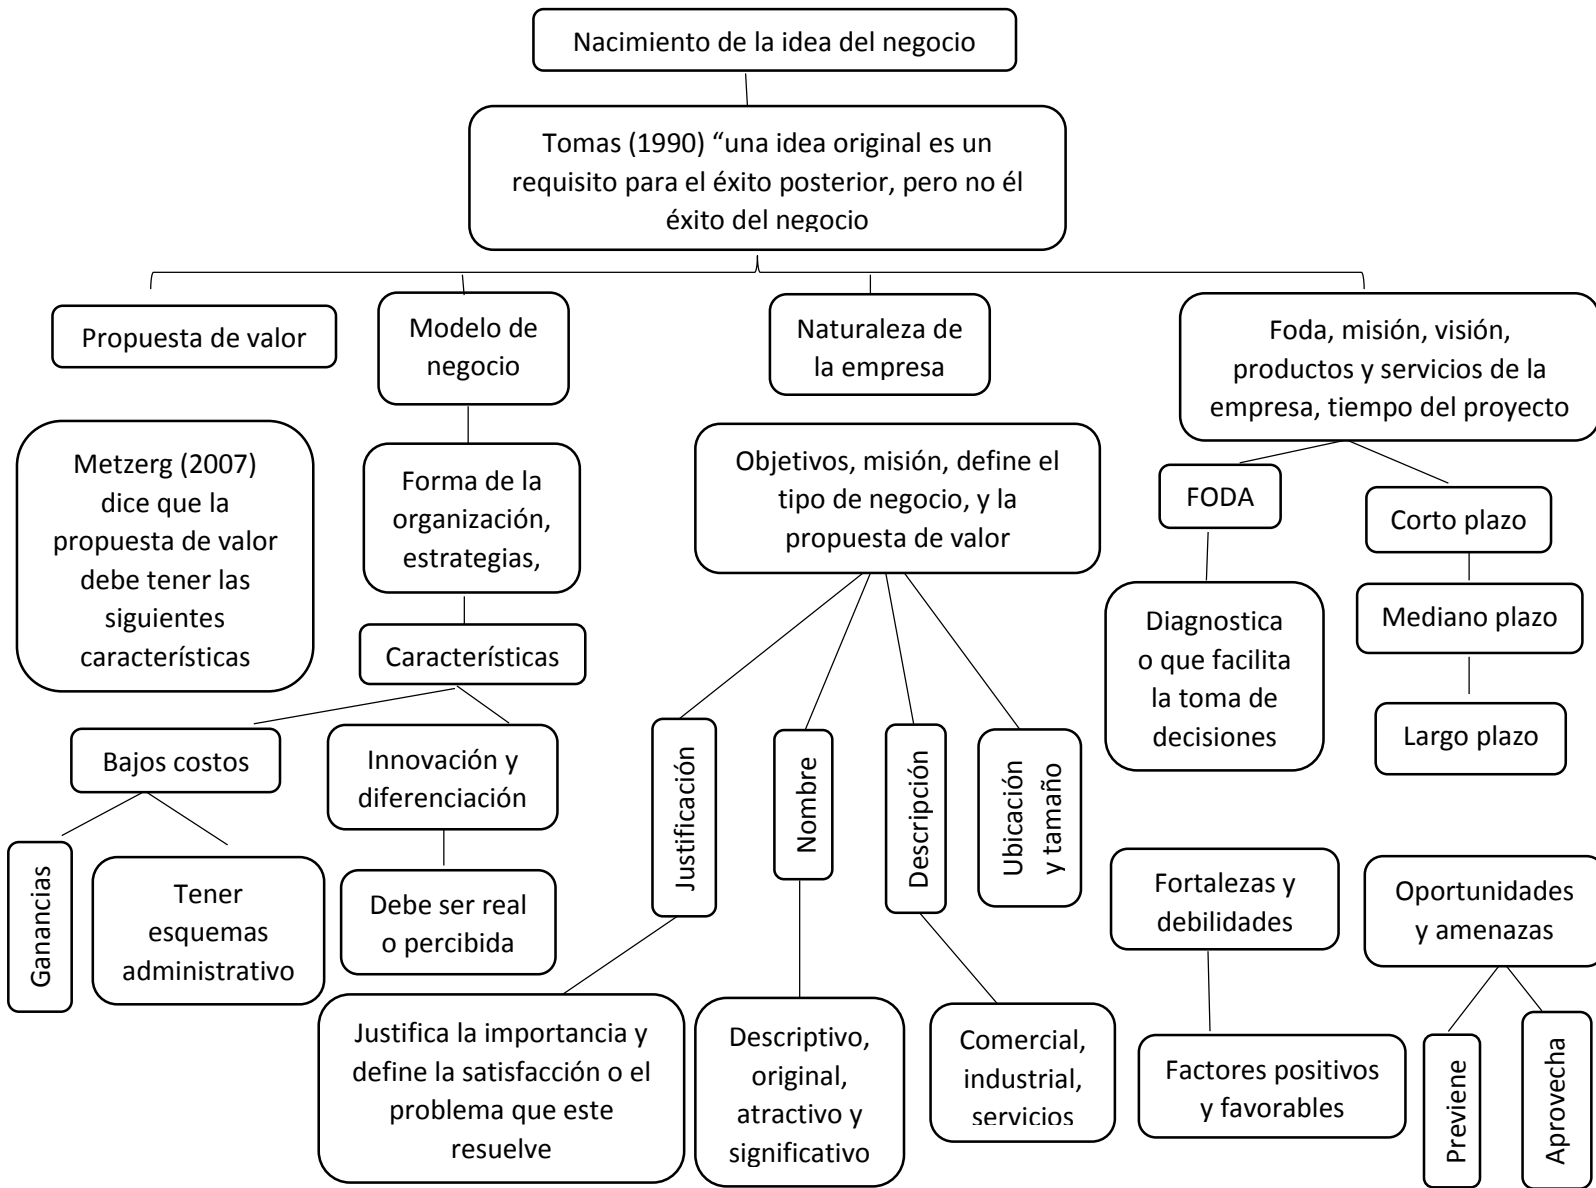 Nacimiento de la idea del negocio
Tomas (1990) “una idea original es un
requisito para el éxito posterior, pero no él
éxito del negocio
Propuesta de valor
Modelo de
negocio
Naturaleza de
la empresa
Foda, misión, visión,
productos y servicios de la
empresa, tiempo del proyecto
Metzerg (2007)
dice que la
propuesta de valor
debe tener las
siguientes
características
Forma de la
organización,
estrategias,
Objetivos, misión, define el
tipo de negocio, y la
propuesta de valor
FODA
Corto plazo
Diagnostica
o que facilita
la toma de
decisiones
Mediano plazo
Largo plazo
Características
Bajos costos
Innovación y
diferenciación
Justificación
Nombre
Descripción
Ubicación
y tamaño
Ganancias
Tener
esquemas
administrativo
Debe ser real
o percibida
Fortalezas y
debilidades
Oportunidades
y amenazas
Justifica la importancia y
define la satisfacción o el
problema que este
resuelve
Descriptivo,
original,
atractivo y
significativo
Comercial,
industrial,
servicios
Factores positivos
y favorables
Previene
Aprovecha